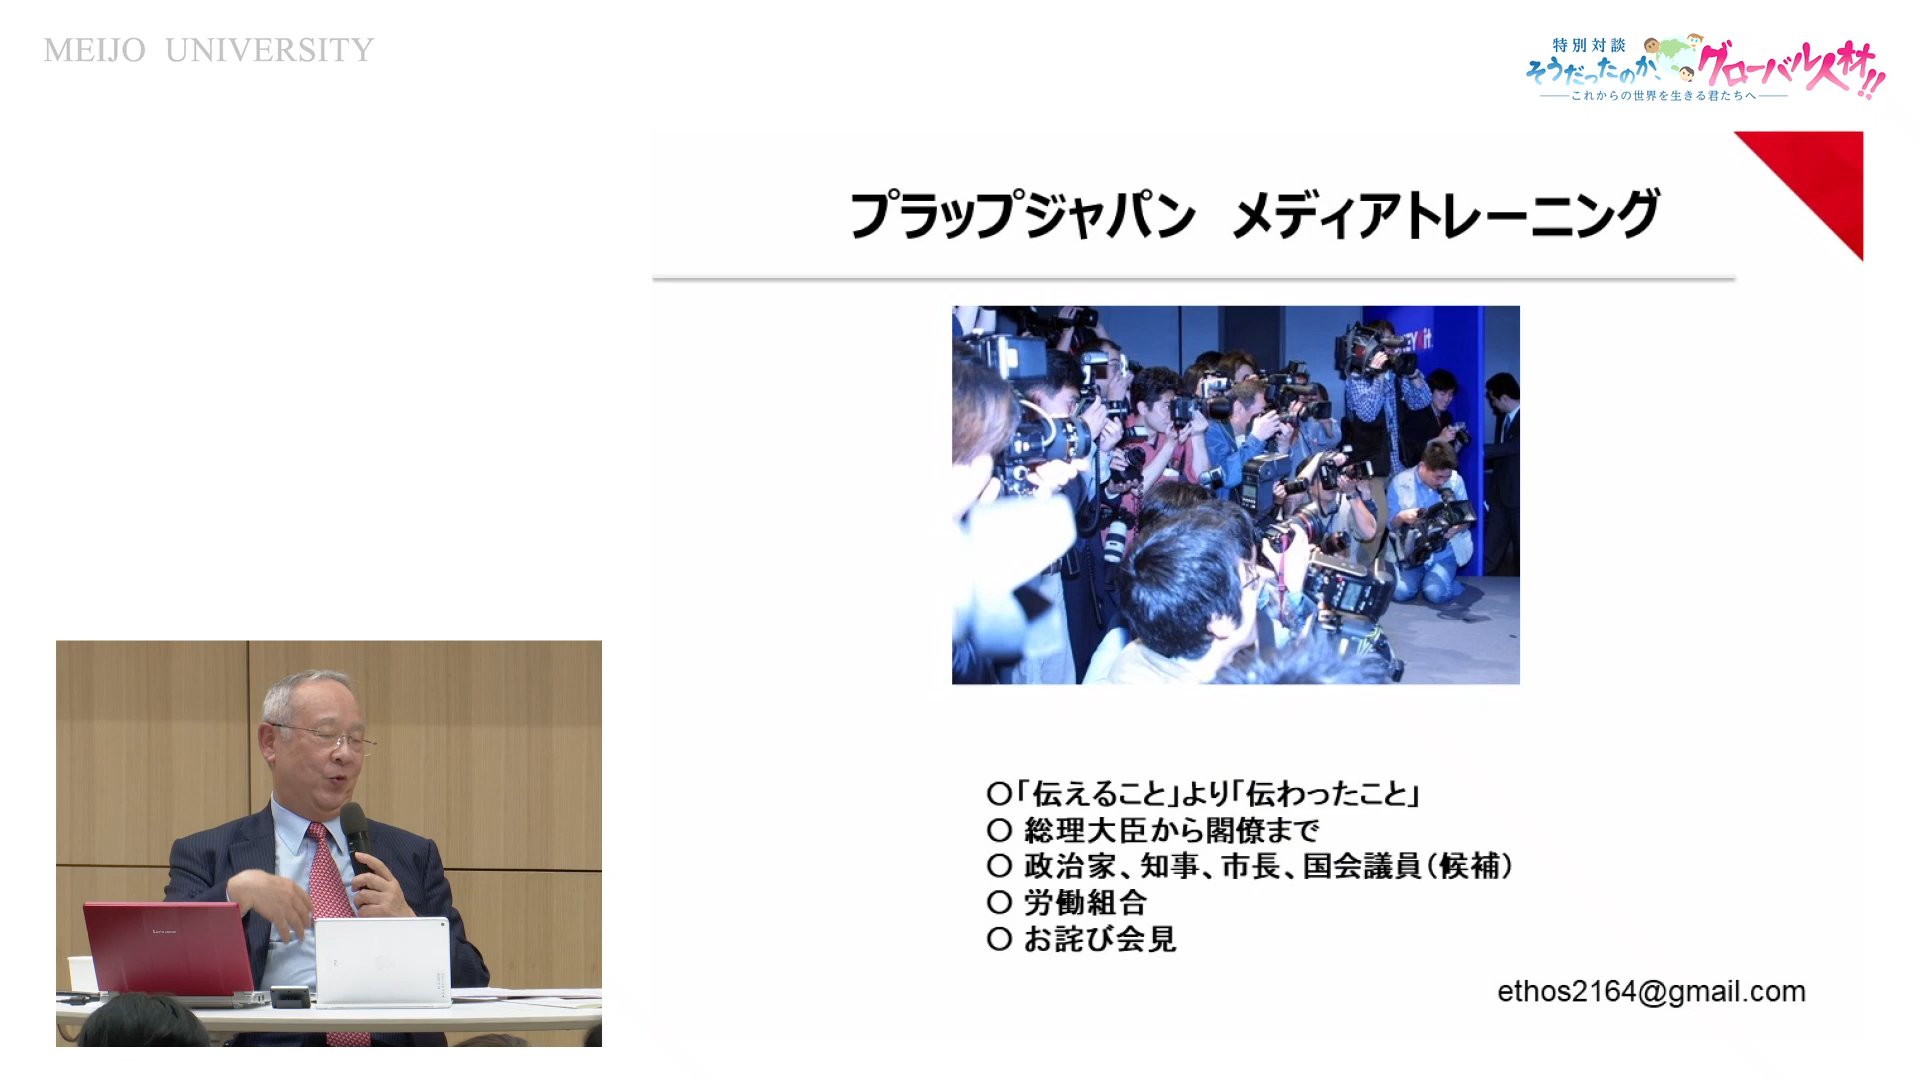 MEIJO UNIVERSITY
特別対談
そうだったのか、グローバル人材!!
これからの世界を生きる君たちへ
プラップジャパン メディアトレーニング
〇「伝えること」より「伝わったこと」
〇 総理大臣から閣僚まで
〇 政治家、知事、市長、国会議員(候補)
〇 労働組合
〇 お詫び会見
ethos2164@gmail.com
Lenovo